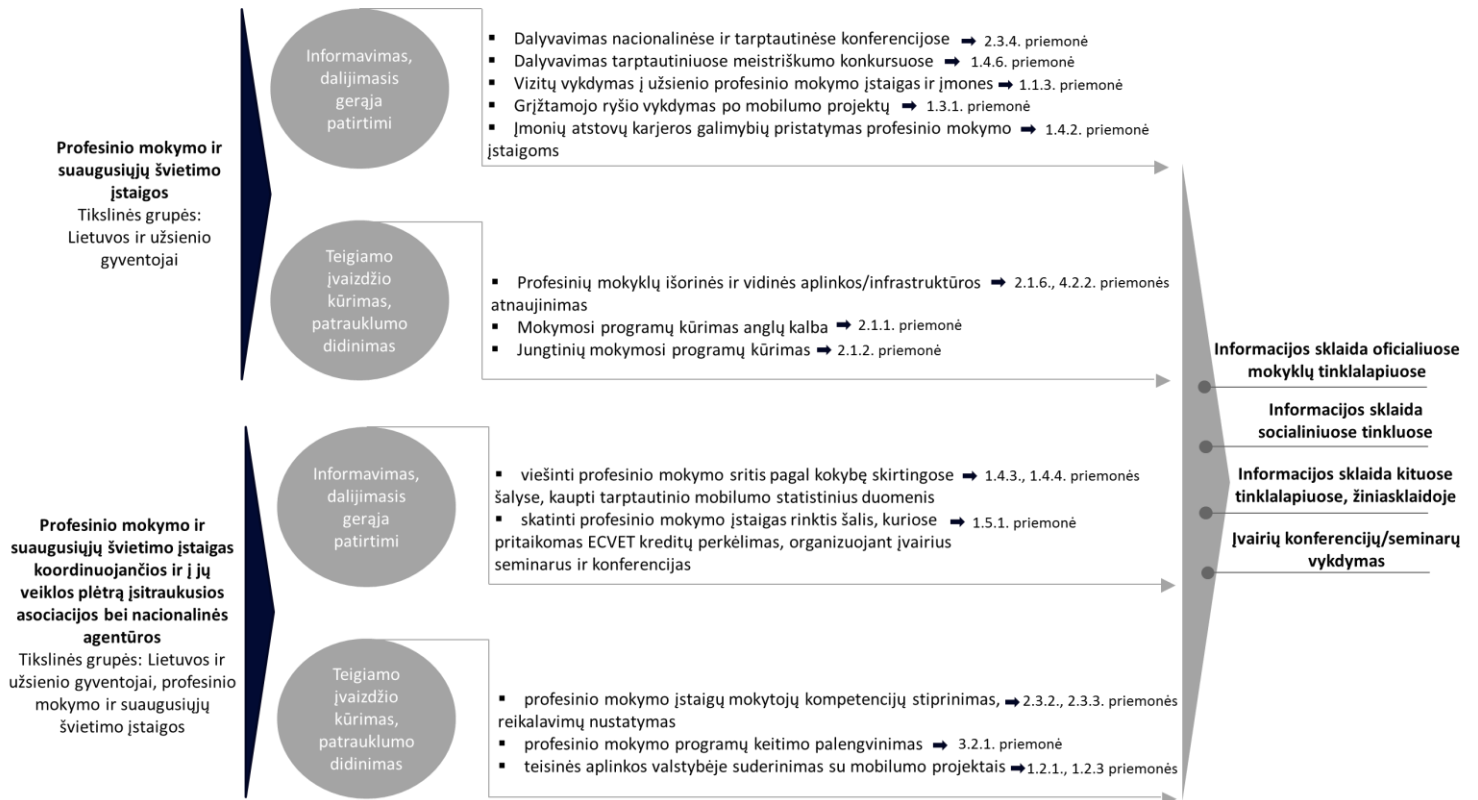 Profesinio mokymo ir
suaugusiųjų švietimo
įstaigos
Tikslinės grupės:
Lietuvos ir užsienio
gyventojai
Informavimas,
dalijimasis
gerąja
patirtimi
▪ Dalyvavimas nacionalinėse ir tarptautinėse konferencijose ➡ 2.3.4. priemonė
▪ Dalyvavimas tarptautiniuose meistriškumo konkursuose ➡ 1.4.6. priemonė
▪ Vizitų vykdymas į užsienio profesinio mokymo įstaigas ir įmones ➡ 1.1.3. priemonė
▪ Grįžtamojo ryšio vykdymas po mobilumo projektų ➡ 1.3.1. priemonė
▪ Įmonių atstovų karjeros galimybių pristatymas profesinio mokymo ➡ 1.4.2. priemonė
įstaigoms
Teigiamo
įvaizdžio
kūrimas,
patrauklumo
didinimas
▪ Profesinių mokyklų išorinės ir vidinės aplinkos/infrastruktūros ➡ 2.1.6., 4.2.2. priemonės
atnaujinimas
▪ Mokymosi programų kūrimas anglų kalba ➡ 2.1.1. priemonė
▪ Jungtinių mokymosi programų kūrimas ➡ 2.1.2. priemonė
Profesinio mokymo ir
suaugusiųjų švietimo įstaigas
koordinuojančios ir į jų
veiklos plėtrą įsitraukusios
asociacijos bei nacionalinės
agentūros
Tikslinės grupės: Lietuvos ir
užsienio gyventojai, profesinio
mokymo ir suaugusiųjų
švietimo įstaigos
Informavimas,
dalijimasis
gerąja
patirtimi
▪ viešinti profesinio mokymo sritis pagal kokybę skirtingose ➡ 1.4.3., 1.4.4. priemonės
šalyse, kaupti tarptautinio mobilumo statistinius duomenis
▪ skatinti profesinio mokymo įstaigas rinktis šalis, kuriose ➡ 1.5.1. priemonė
pritaikomas ECVET kreditų perkėlimas, organizuojant įvairius
seminarus ir konferencijas
Teigiamo
įvaizdžio
kūrimas,
patrauklumo
didinimas
▪ profesinio mokymo įstaigų mokytojų kompetencijų stiprinimas, ➡ 2.3.2., 2.3.3. priemonės
reikalavimų nustatymas
▪ profesinio mokymo programų keitimo palengvinimas ➡ 3.2.1. priemonė
▪ teisinės aplinkos valstybėje suderinimas su mobilumo projektais ➡ 1.2.1., 1.2.3 priemonės
Informacijos sklaida oficialiuose
mokyklų tinklalapiuose
Informacijos sklaida
socialiniuose tinkluose
Informacijos sklaida kituose
tinklalapiuose, žiniasklaidoje
Įvairių konferencijų/seminarų
vykdymas